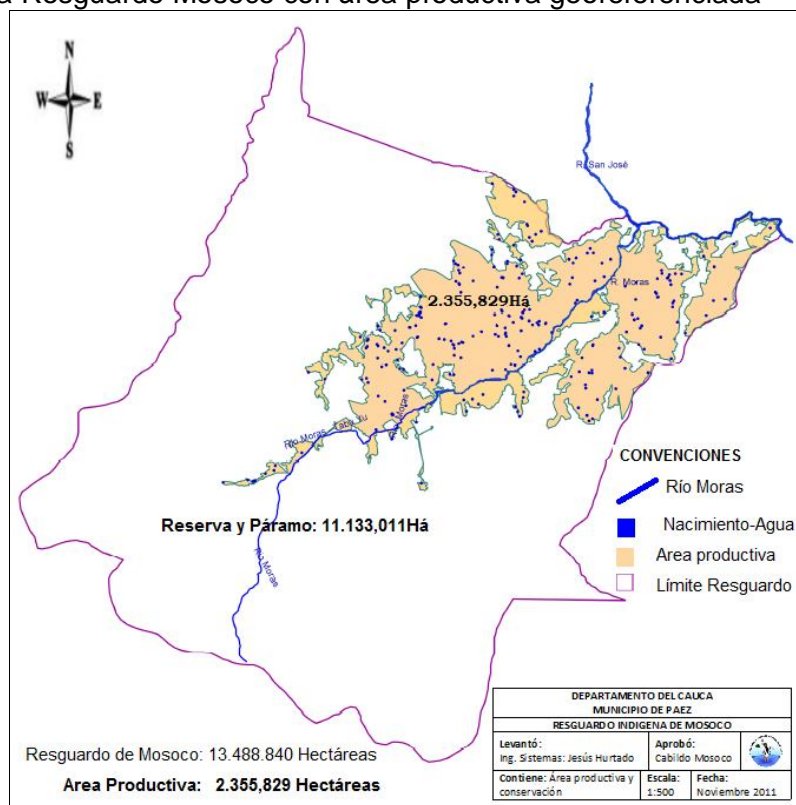 a Resguardo Mosoco con área productiva georeferenciada
N
W E
S
R. San José
2.355,829Há
R. Moras
Moras
Río Moras
Reserva y Páramo: 11.133,011Há
Río Moras
CONVENCIONES
Río Moras
Nacimiento-Agua
Area productiva
Límite Resguardo
Resguardo de Mosoco: 13.488.840 Hectáreas
Area Productiva: 2.355,829 Hectáreas
DEPARTAMENTO DEL CAUCA
MUNICIPIO DE PAEZ
RESGUARDO INDIGENA DE MOSOCO
Levantó: Aprobó:
Ing. Sistemas: Jesús Hurtado Cabildo Mosoco
Contiene: Área productiva y Escala: Fecha:
conservación 1:500 Noviembre 2011